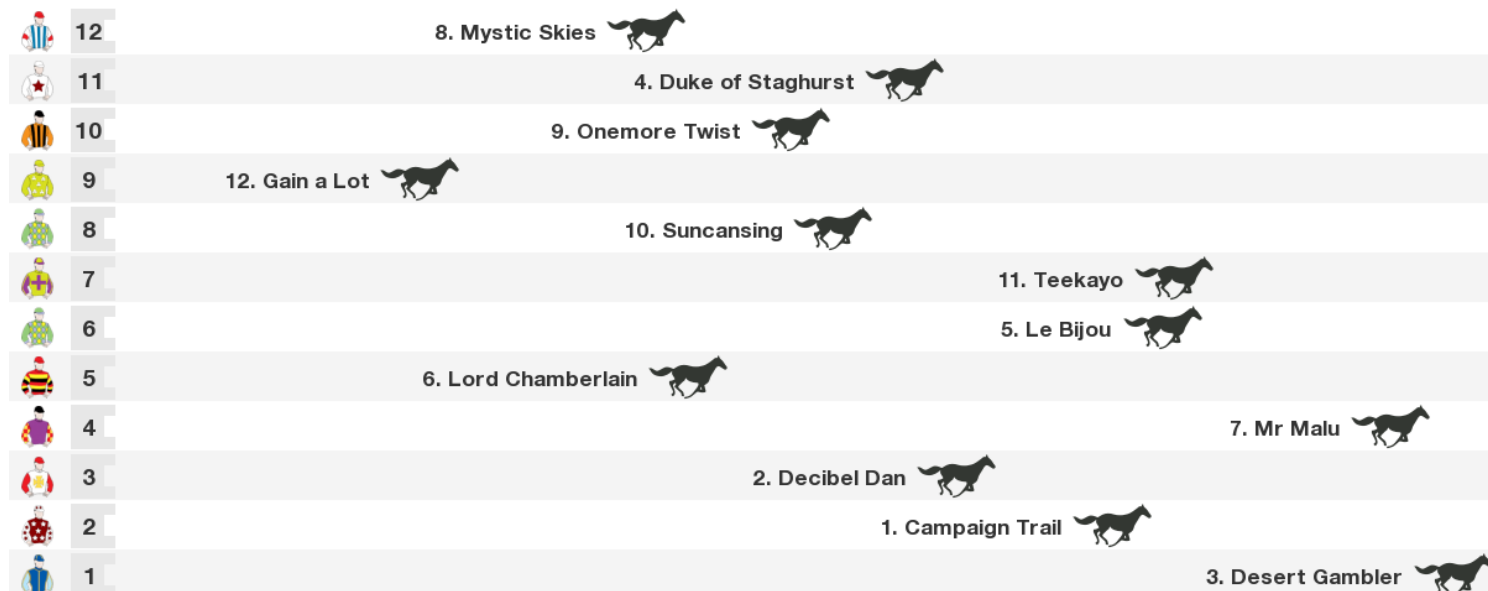 12 8. Mystic Skies
11 4. Duke of Staghurst
10 9. Onemore Twist
9 12. Gain a Lot
8 10. Suncansing
7 11. Teekayo
6 5. Le Bijou
5 6. Lord Chamberlain
4 7. Mr Malu
3 2. Decibel Dan
2 1. Campaign Trail
1 3. Desert Gambler